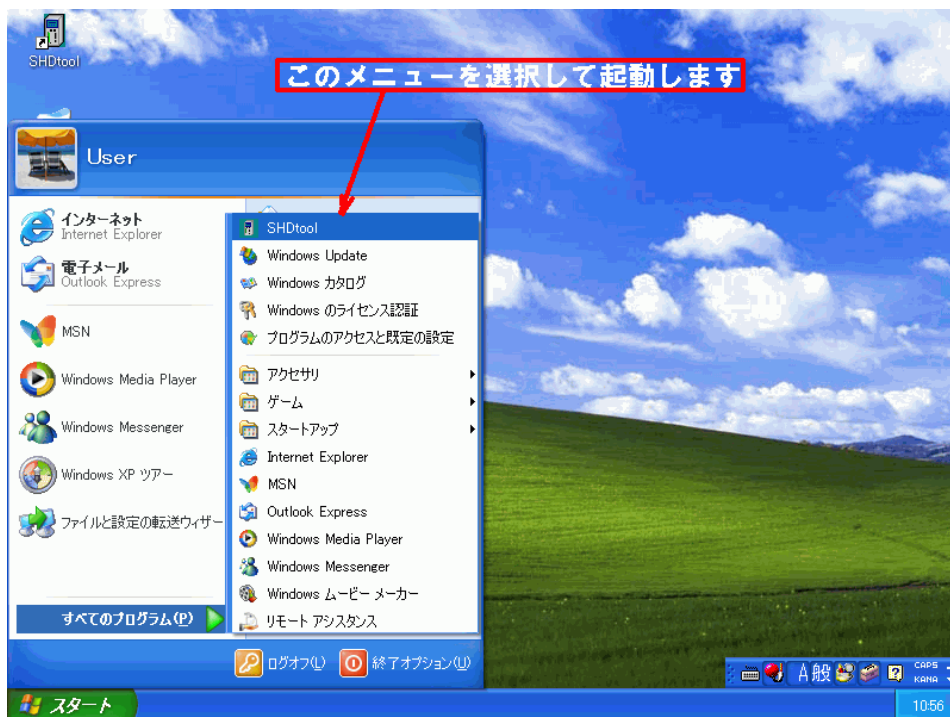 SHDtool
このメニューを選択して起動します
User
インターネット
Internet Explorer
電子メール
Outlook Express
MSN
Windows Media Player
Windows Messenger
Windows XP ツアー
ファイルと設定の転送ウィザー
すべてのプログラム(P)
SHDtool
Windows Update
Windows カタログ
Windows のライセンス認証
プログラムのアクセスと既定の設定
アクセサリ
ゲーム
スタートアップ
Internet Explorer
MSN
Outlook Express
Windows Media Player
Windows Messenger
Windows ムービー メーカー
リモート アシスタンス
ログオフ(L)
終了オプション(U)
A般
CAPS
KANA
スタート
10:56